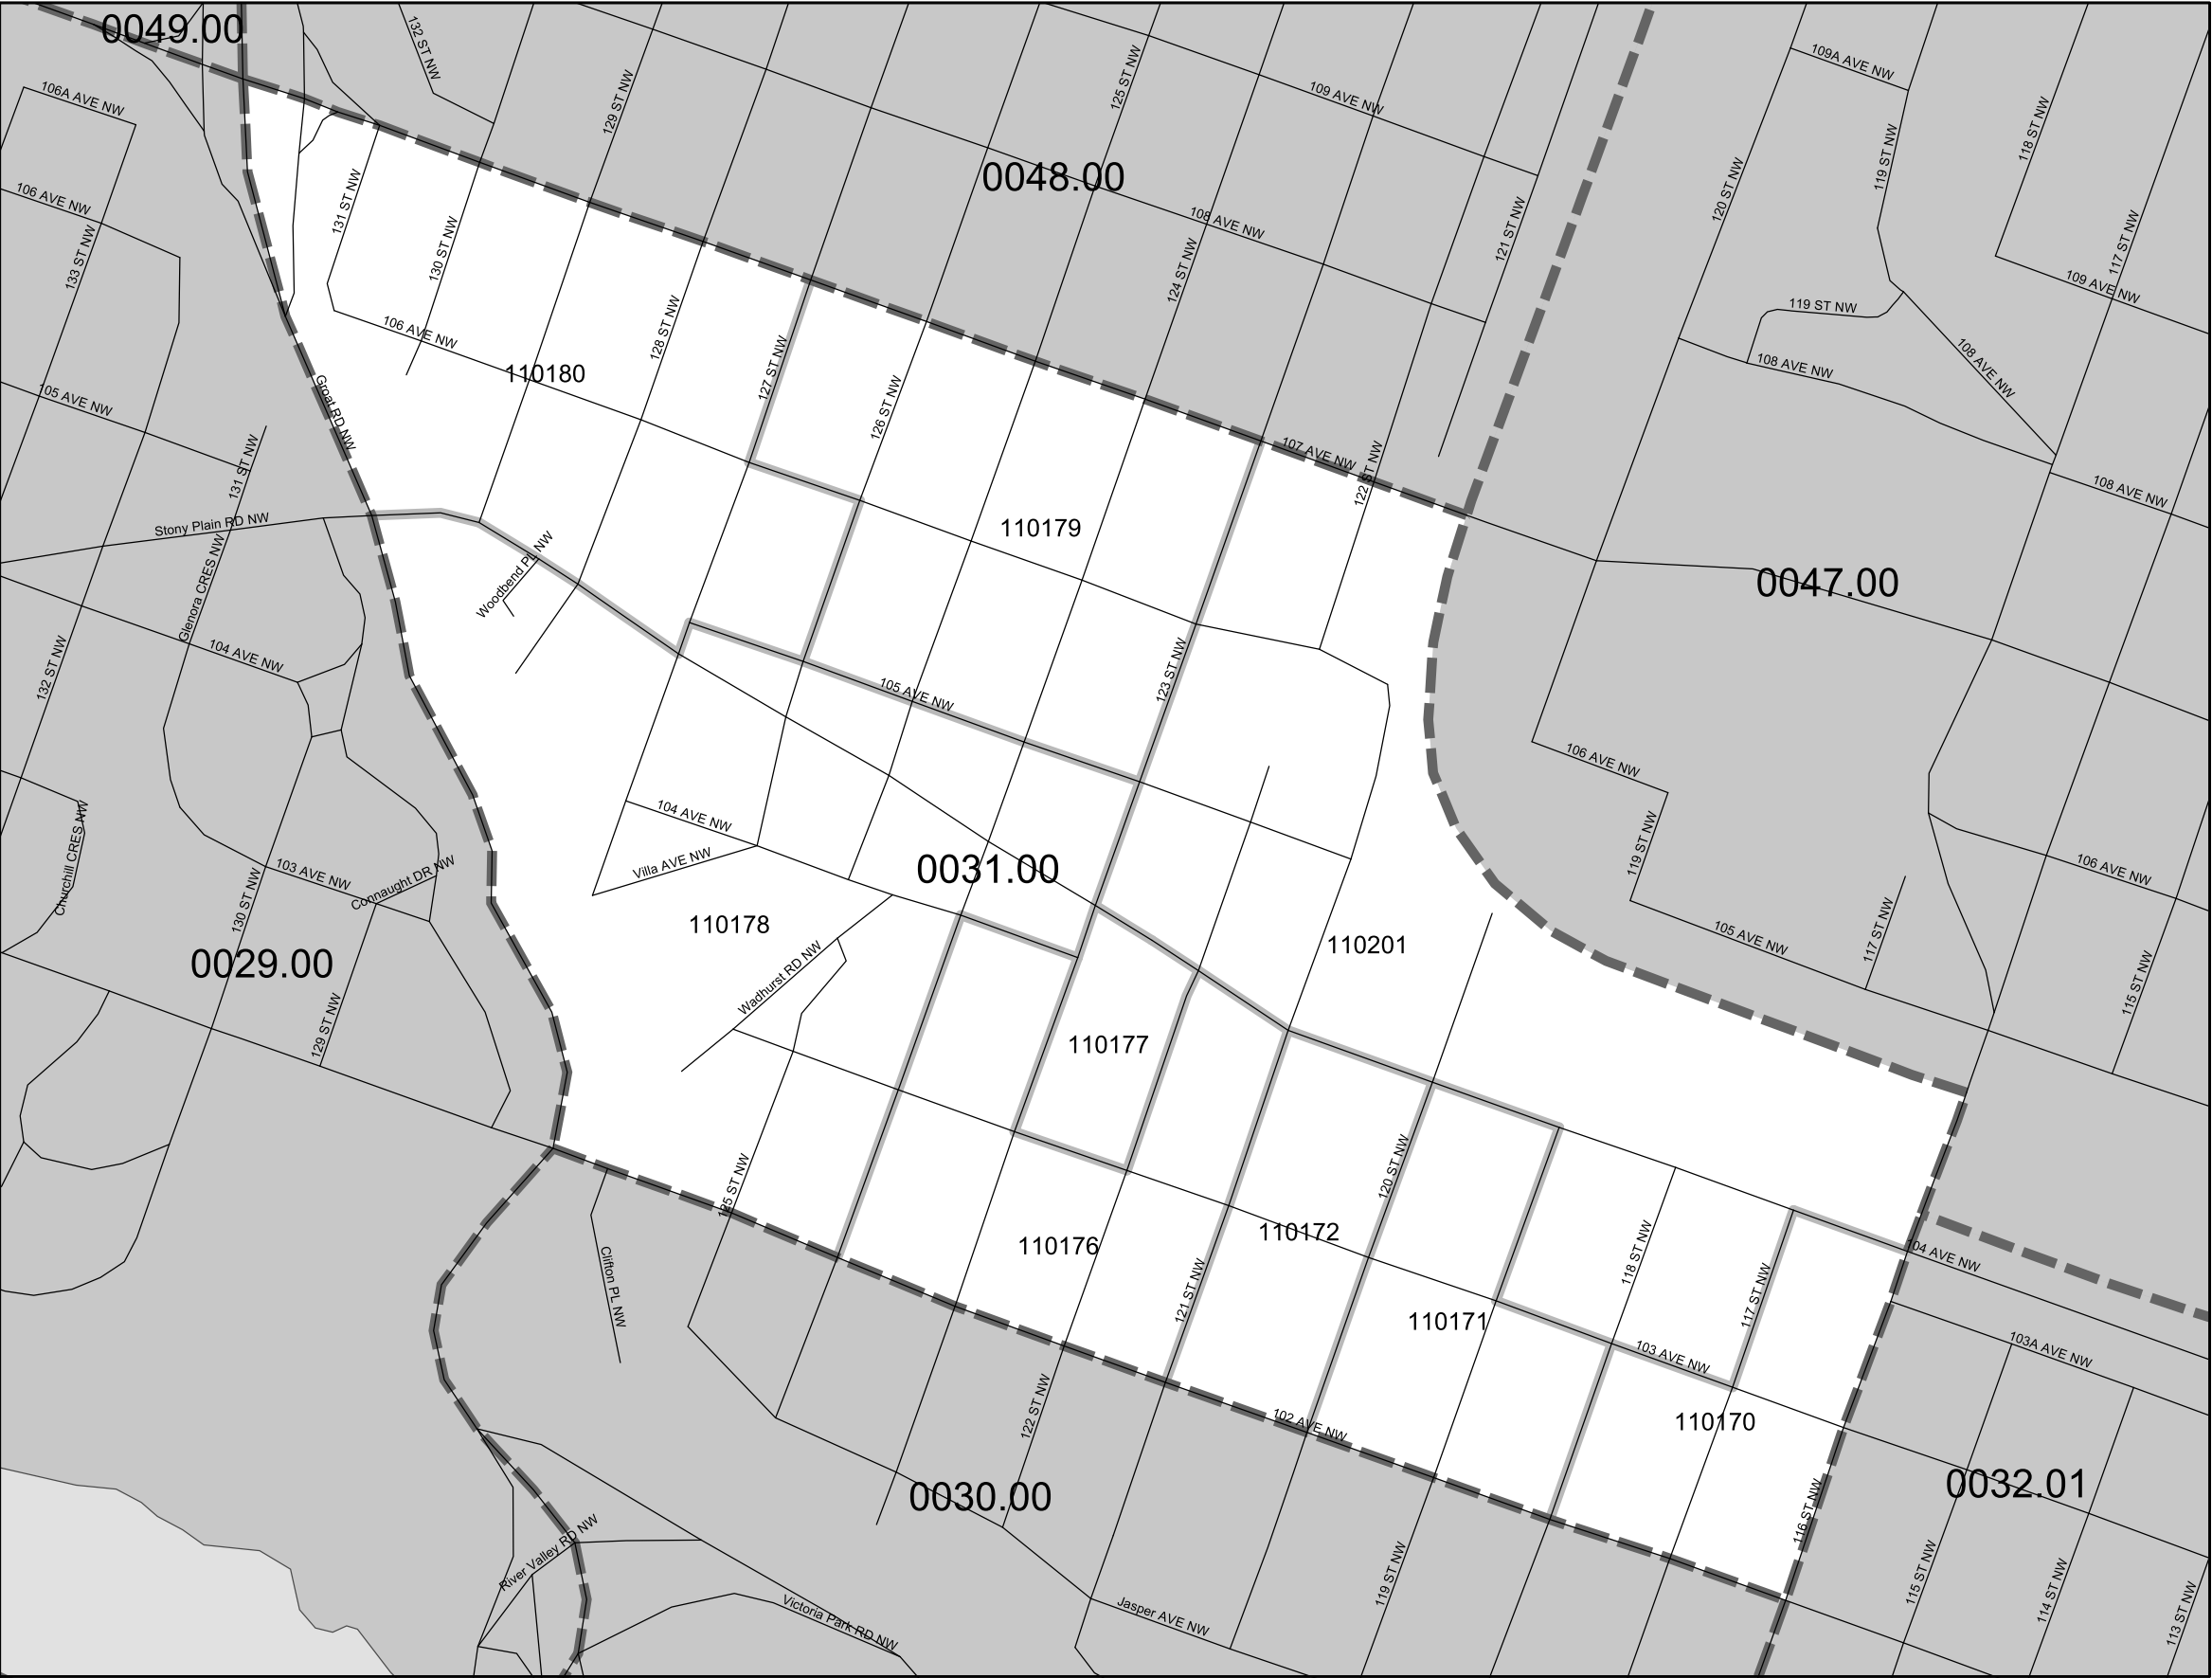 0049.00
132 ST NW
106A AVE NW
129 ST NW
125 ST NW
109 AVE NW
109A AVE NW
118 ST NW
119 ST NW
120 ST NW
0048.00
106 AVE NW
131 ST NW
130 ST NW
133 ST NW
108 AVE NW
124 ST NW
121 ST NW
117 ST NW
109 AVE NW
119 ST NW
108 AVE NW
108 AVE NW
106 AVE NW
128 ST NW
127 ST NW
110180
126 ST NW
105 AVE NW
Groat RD NW
107 AVE NW
122 ST NW
131 ST NW
108 AVE NW
Stony Plain RD NW
110179
Woodbend PL NW
0047.00
Glenora CRES NW
104 AVE NW
132 ST NW
123 ST NW
105 AVE NW
106 AVE NW
104 AVE NW
119 ST NW
Churchill CRES NW
Villa AVE NW
0031.00
103 AVE NW
Connaught DR NW
106 AVE NW
130 ST NW
110178
117 ST NW
105 AVE NW
110201
0029.00
Wadhurst RD NW
115 ST NW
129 ST NW
110177
120 ST NW
125 ST NW
110176
110172
118 ST NW
104 AVE NW
Clifton PL NW
121 ST NW
117 ST NW
110171
103 AVE NW
103A AVE NW
122 ST NW
102 AVE NW
110170
0030.00
0032.01
116 ST NW
River Valley RD NW
119 ST NW
115 ST NW
114 ST NW
113 ST NW
Victoria Park RD NW
Jasper AVE NW